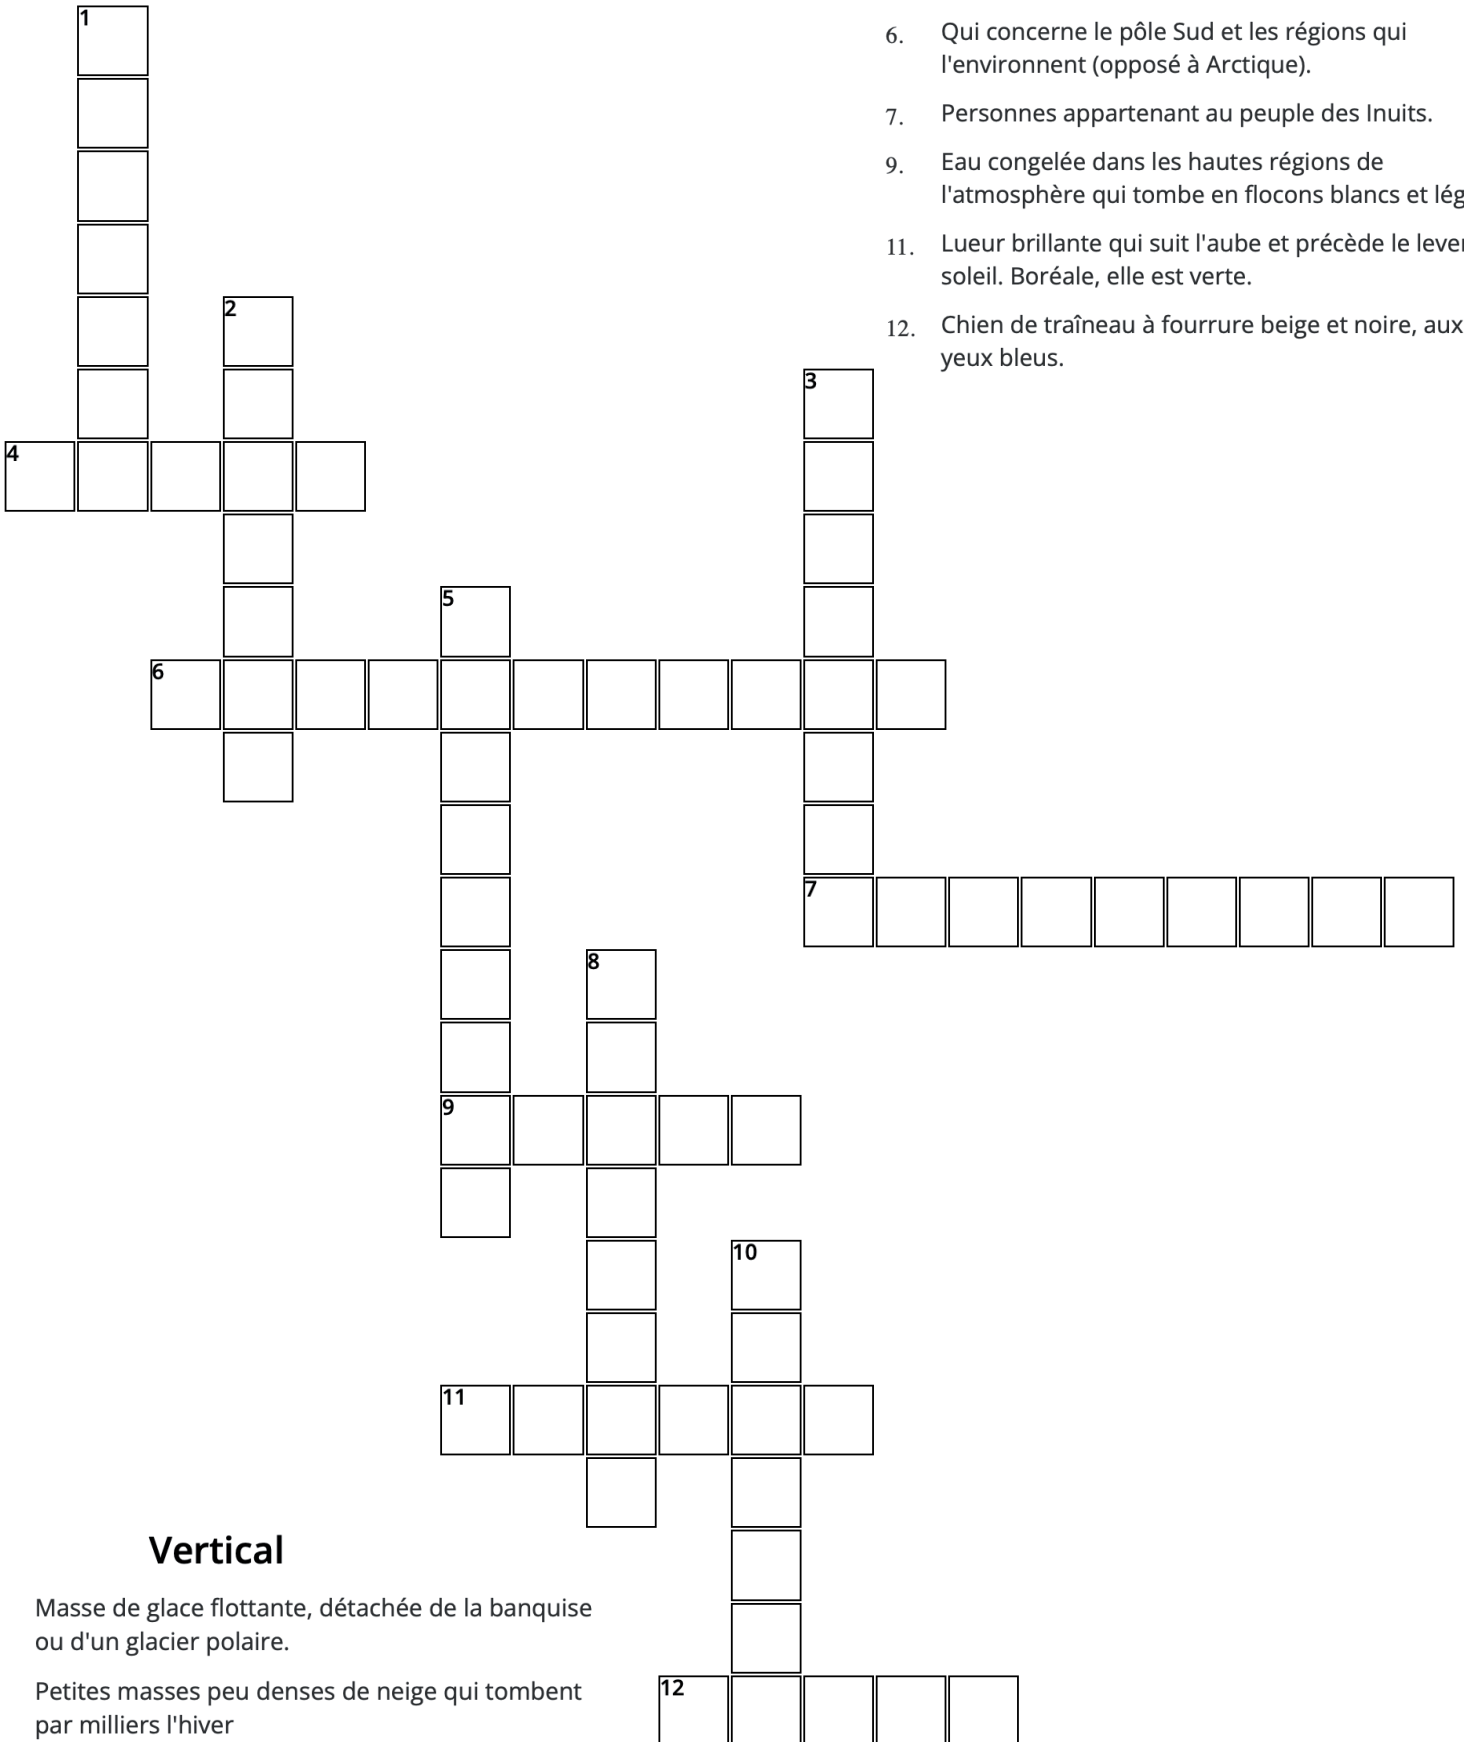 1
6. Qui concerne le pôle Sud et les régions qui
l'environnent (opposé à Arctique).
7. Personnes appartenant au peuple des Inuits.
9. Eau congelée dans les hautes régions de
l'atmosphère qui tombe en flocons blancs et lég
11. Lueur brillante qui suit l'aube et précède le lever
soleil. Boréale, elle est verte.
12. Chien de traîneau à fourrure beige et noire, aux
yeux bleus.
2
3
4
5
6
7
8
9
10
11
Vertical
Masse de glace flottante, détachée de la banquise
ou d'un glacier polaire.
Petites masses peu denses de neige qui tombent
par milliers l'hiver
12